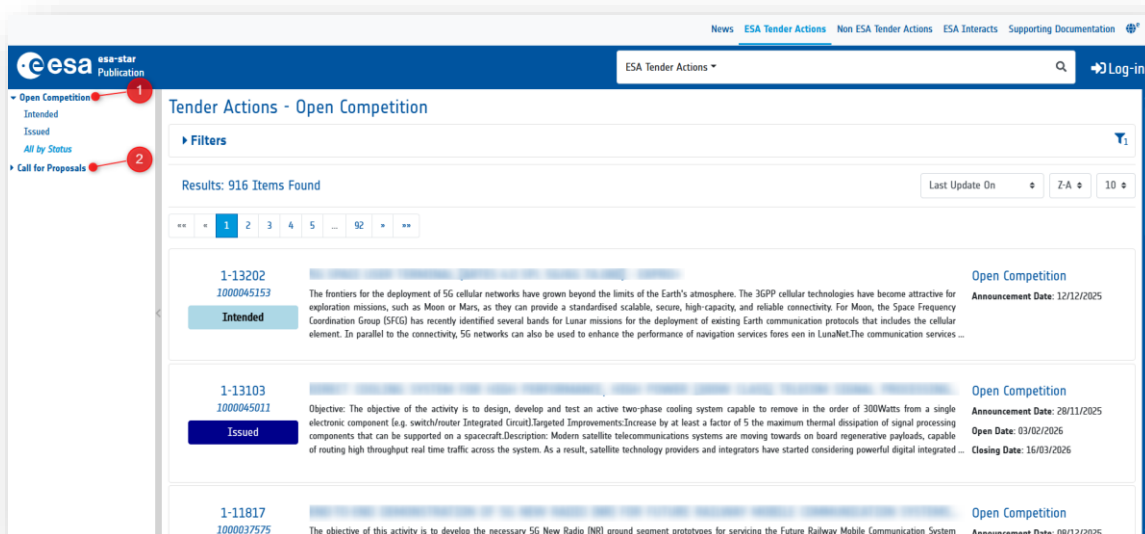 News ESA Tender Actions Non ESA Tender Actions ESA Interacts Supporting Documentation
esa esa-star Publication
ESA Tender Actions
Log-in
Open Competition
1
Intended
Issued
All by Status
Call for Proposals
2
Tender Actions - Open Competition
Filters
1
Results: 916 Items Found
Last Update On Z-A 10
«« « 1 2 3 4 5 ... 92 » »»
1-13202
1000045153
Intended
The frontiers for the deployment of 5G cellular networks have grown beyond the limits of the Earth's atmosphere. The 3GPP cellular technologies have become attractive for
exploration missions, such as Moon or Mars, as they can provide a standardised scalable, secure, high-capacity, and reliable connectivity. For Moon, the Space Frequency
Coordination Group (SFCG) has recently identified several bands for Lunar missions for the deployment of existing Earth communication protocols that includes the cellular
element. In parallel to the connectivity, 5G networks can also be used to enhance the performance of navigation services fores een in LunaNet.The communication services ...
Open Competition
Announcement Date: 12/12/2025
1-13103
1000045011
Issued
Objective: The objective of the activity is to design, develop and test an active two-phase cooling system capable to remove in the order of 300Watts from a single
electronic component (e.g. switch/router Integrated Circuit).Targeted Improvements:Increase by at least a factor of 5 the maximum thermal dissipation of signal processing
components that can be supported on a spacecraft.Description: Modern satellite telecommunications systems are moving towards on board regenerative payloads, capable
of routing high throughput real time traffic across the system. As a result, satellite technology providers and integrators have started considering powerful digital integrated ...
Open Competition
Announcement Date: 28/11/2025
Open Date: 03/02/2026
Closing Date: 16/03/2026
1-11817
1000037575
The objective of this activity is to develop the necessary 5G New Radio (NR) ground segment prototypes for servicing the Future Railway Mobile Communication System
Open Competition
Announcement Date: 08/12/2025